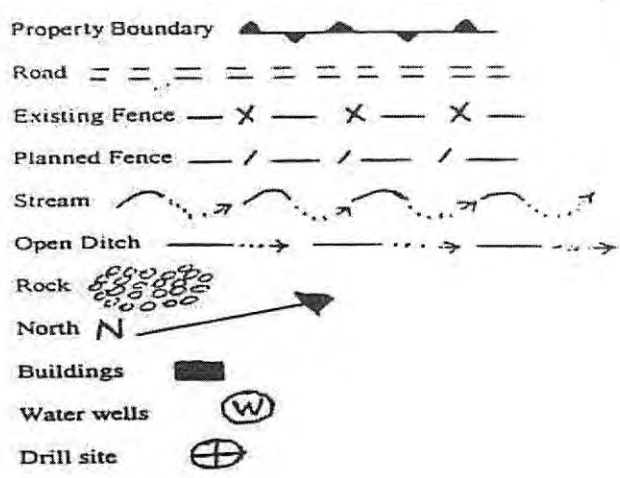 Property Boundary
Road
Existing Fence
Planned Fence
Stream
Open Ditch
Rock
North N
Buildings
Water wells W
Drill site